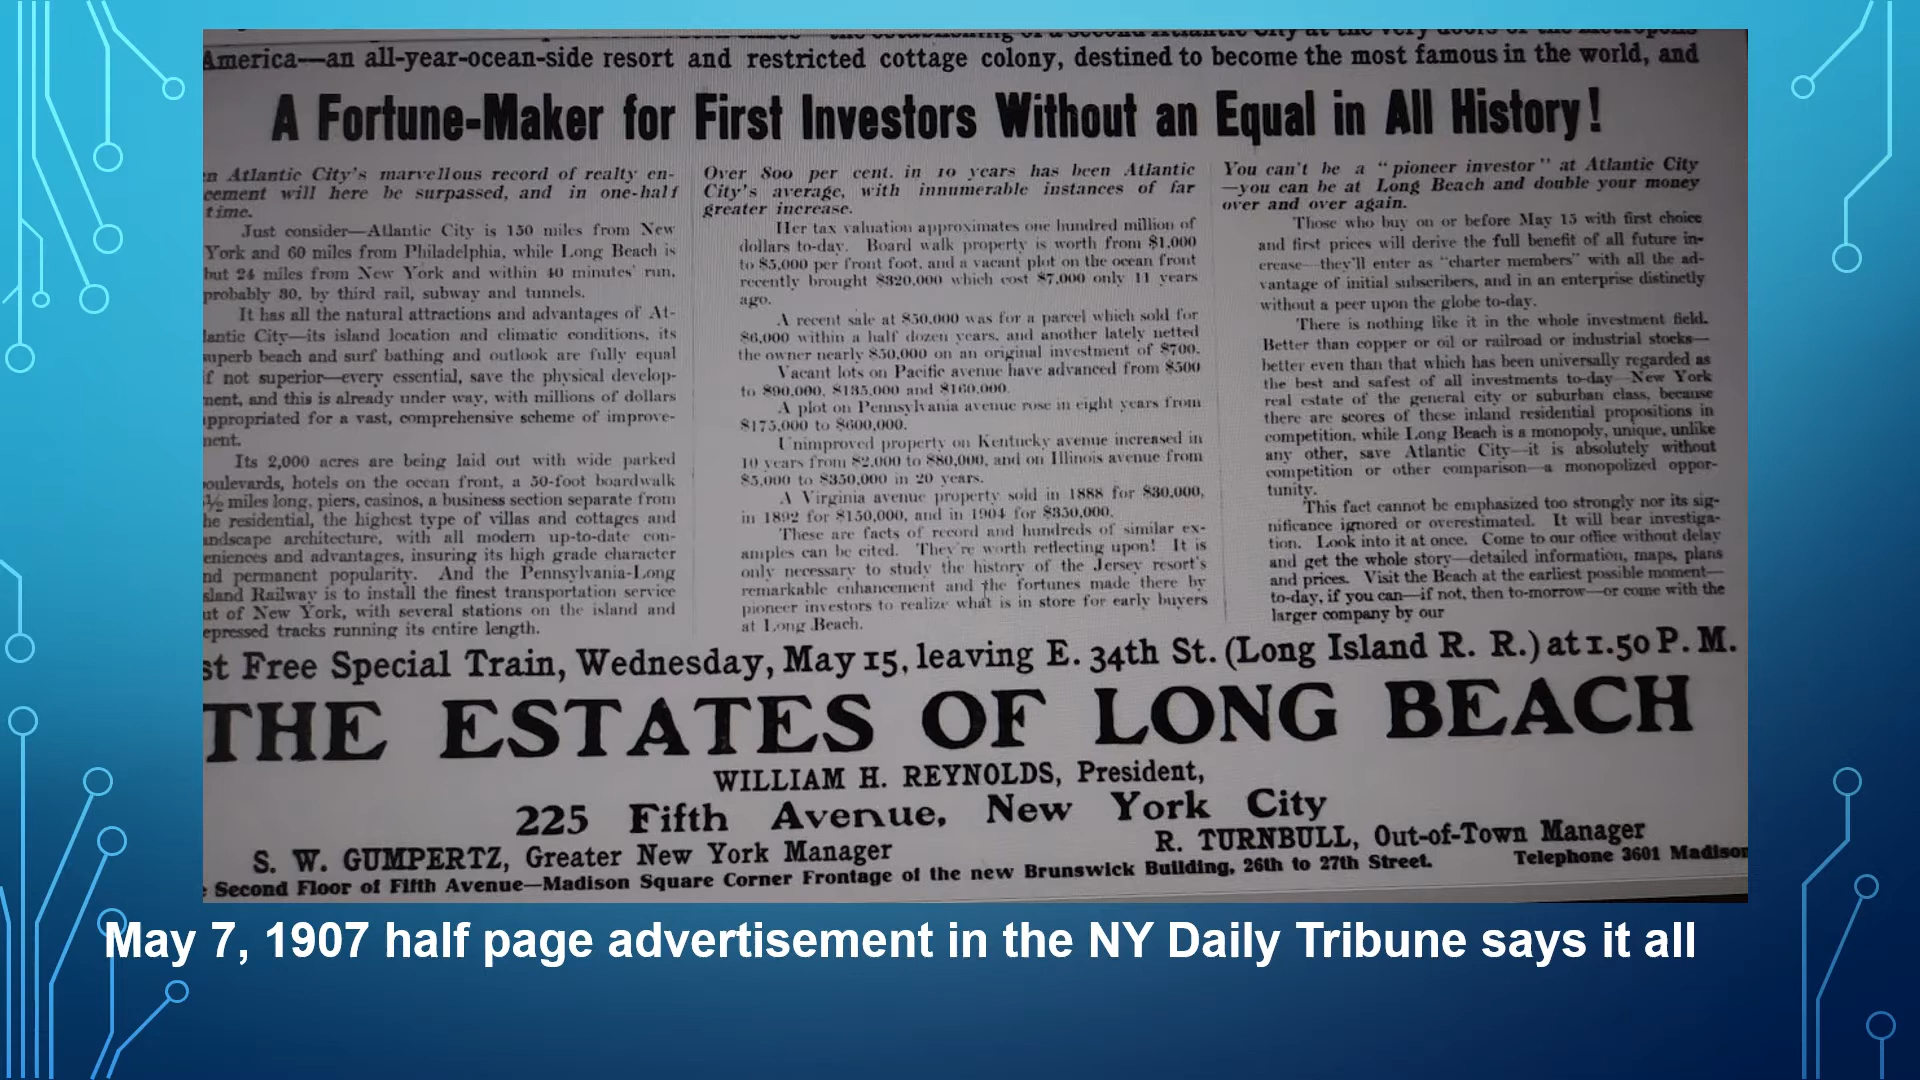 America—an all-year-ocean-side resort and restricted cottage colony, destined to become the most famous in the world, and
A Fortune-Maker for First Investors Without an Equal in All History!
Atlantic City's marvellous record of realty en-
cement will here be surpassed, and in one-half
time.
Just consider—Atlantic City is 150 miles from New
York and 60 miles from Philadelphia, while Long Beach is
but 24 miles from New York and within 40 minutes' run,
probably 30, by third rail, subway and tunnels.
It has all the natural attractions and advantages of At-
lantic City—its island location and climatic conditions, its
superb beach and surf bathing and outlook are fully equal
if not superior—every essential, save the physical develop-
ment, and this is already under way, with millions of dollars
appropriated for a vast, comprehensive scheme of improve-
ment.
Its 2,000 acres are being laid out with wide parked
boulevards, hotels on the ocean front, a 50-foot boardwalk
½ miles long, piers, casinos, a business section separate from
he residential, the highest type of villas and cottages and
andscape architecture, with all modern up-to-date con-
veniences and advantages, insuring its high grade character
nd permanent popularity. And the Pennsylvania-Long
sland Railway is to install the finest transportation service
ut of New York, with several stations on the island and
epressed tracks running its entire length.
Over 800 per cent. in 10 years has been Atlantic
City's average, with innumerable instances of far
greater increase.
Her tax valuation approximates one hundred million of
dollars to-day. Board walk property is worth from $1,000
to $5,000 per front foot, and a vacant plot on the ocean front
recently brought $320,000 which cost $7,000 only 11 years
ago.
A recent sale at $50,000 was for a parcel which sold for
$6,000 within a half dozen years, and another lately netted
the owner nearly $50,000 on an original investment of $700.
Vacant lots on Pacific avenue have advanced from $500
to $90,000, $135,000 and $160,000.
A plot on Pennsylvania avenue rose in eight years from
$175,000 to $600,000.
Unimproved property on Kentucky avenue increased in
10 years from $2,000 to $80,000, and on Illinois avenue from
$5,000 to $350,000 in 20 years.
A Virginia avenue property sold in 1888 for $30,000,
in 1892 for $150,000, and in 1904 for $350,000.
These are facts of record and hundreds of similar ex-
amples can be cited. They're worth reflecting upon! It is
only necessary to study the history of the Jersey resort's
remarkable enhancement and the fortunes made there by
pioneer investors to realize what is in store for early buyers
at Long Beach.
You can't be a "pioneer investor" at Atlantic City
—you can be at Long Beach and double your money
over and over again.
Those who buy on or before May 15 with first choice
and first prices will derive the full benefit of all future in-
crease—they'll enter as "charter members" with all the ad-
vantage of initial subscribers, and in an enterprise distinctly
without a peer upon the globe to-day.
There is nothing like it in the whole investment field.
Better than copper or oil or railroad or industrial stocks—
better even than that which has been universally regarded as
the best and safest of all investments to-day—New York
real estate of the general city or suburban class, because
there are scores of these inland residential propositions in
competition, while Long Beach is a monopoly, unique, unlike
any other, save Atlantic City—it is absolutely without
competition or other comparison—a monopolized oppor-
tunity.
This fact cannot be emphasized too strongly nor its sig-
nificance ignored or overestimated. It will bear investiga-
tion. Look into it at once. Come to our office without delay
and get the whole story—detailed information, maps, plans
and prices. Visit the Beach at the earliest possible moment—
to-day, if you can—if not, then to-morrow—or come with the
larger company by our
st Free Special Train, Wednesday, May 15, leaving E. 34th St. (Long Island R. R.) at 1.50 P. M.
THE ESTATES OF LONG BEACH
WILLIAM H. REYNOLDS, President,
225 Fifth Avenue, New York City
S. W. GUMPERTZ, Greater New York Manager
R. TURNBULL, Out-of-Town Manager
Second Floor of Fifth Avenue—Madison Square Corner Frontage of the new Brunswick Building, 26th to 27th Street. Telephone 3601 Madison
May 7, 1907 half page advertisement in the NY Daily Tribune says it all